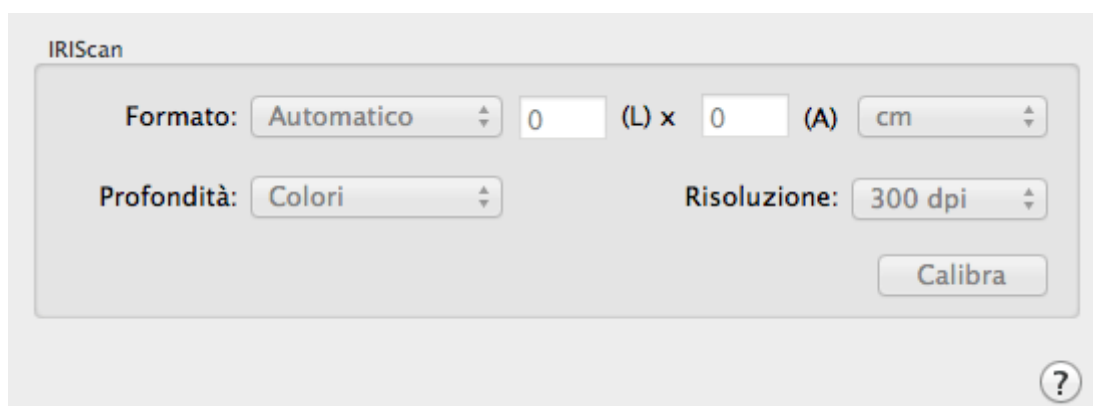 IRIScan
Formato: Automatico 0 (L) x 0 (A) cm
Profondità: Colori Risoluzione: 300 dpi
Calibra
?